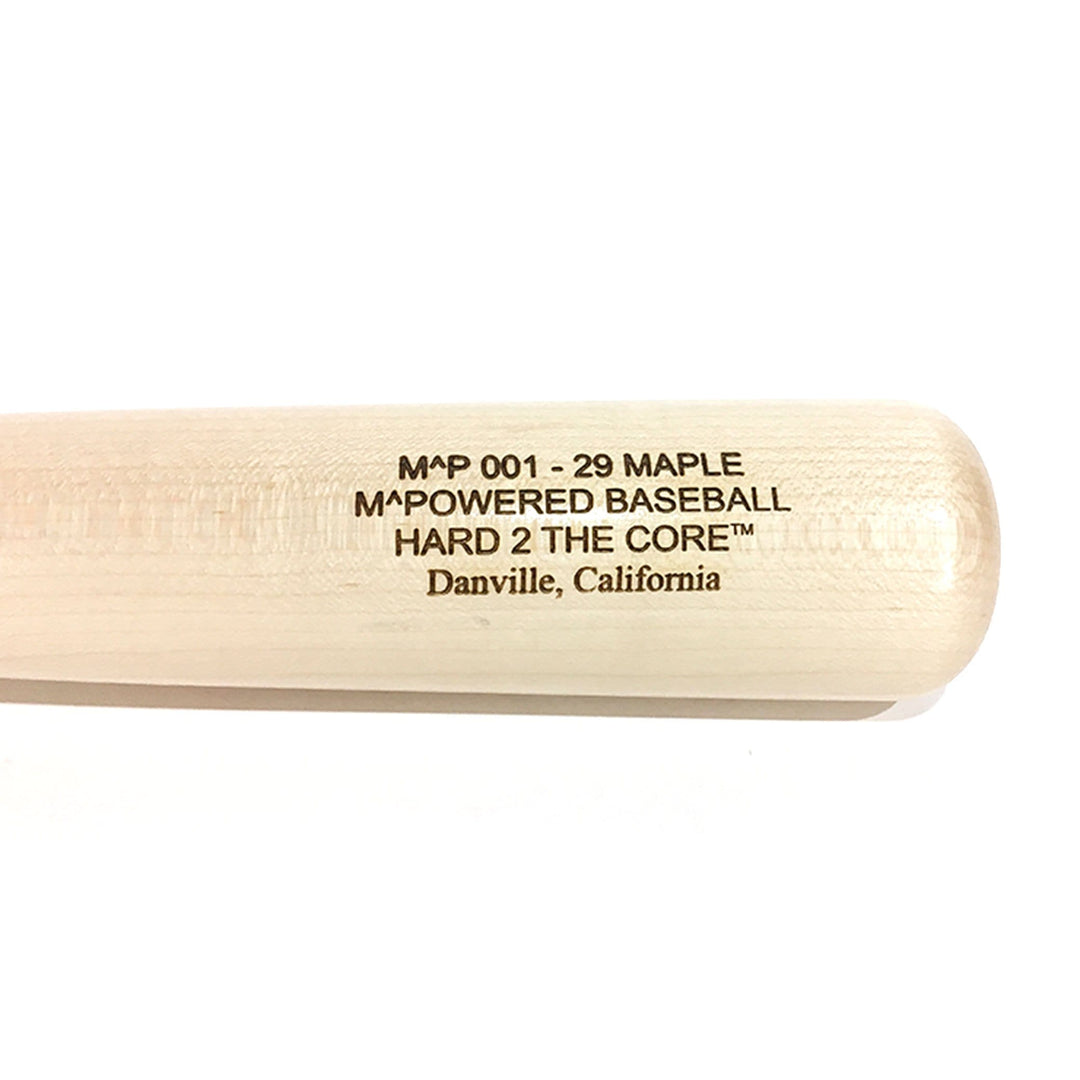 M^P 001 - 29 MAPLE
M^POWERED BASEBALL
HARD 2 THE CORE™
Danville, California